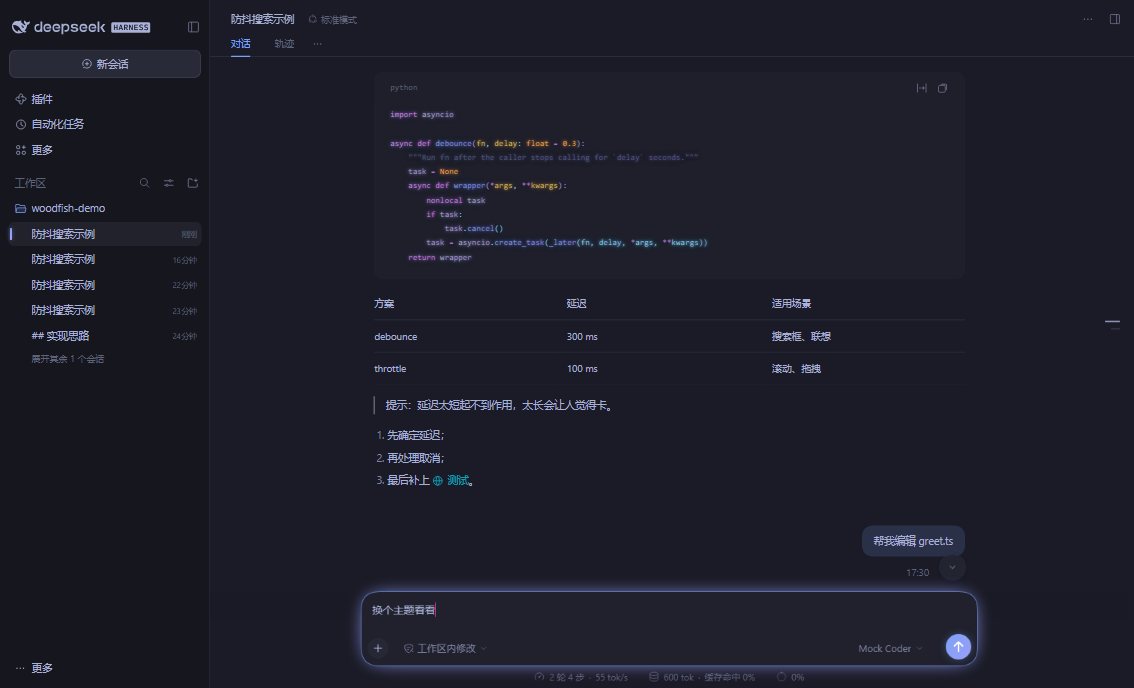 deepseek HARNESS
新会话
插件
自动化任务
更多
工作区
woodfish-demo
防抖搜索示例 刚刚
防抖搜索示例 16分钟
防抖搜索示例 22分钟
防抖搜索示例 23分钟
## 实现思路 24分钟
展开其余 1 个会话
更多
防抖搜索示例 标准模式
对话 轨迹
python
import asyncio
async def debounce(fn, delay: float = 0.3):
"""Run fn after the caller stops calling for `delay` seconds."""
task = None
async def wrapper(*args, **kwargs):
nonlocal task
if task:
task.cancel()
task = asyncio.create_task(_later(fn, delay, *args, **kwargs))
return wrapper
方案 延迟 适用场景
debounce 300 ms 搜索框、联想
throttle 100 ms 滚动、拖拽
提示：延迟太短起不到作用，太长会让人觉得卡。
1. 先确定延迟；
2. 再处理取消；
3. 最后补上 测试。
帮我编辑 greet.ts
17:30
换个主题看看
工作区内修改 Mock Coder
2 轮 4 步 · 55 tok/s 600 tok · 缓存命中 0% 0%